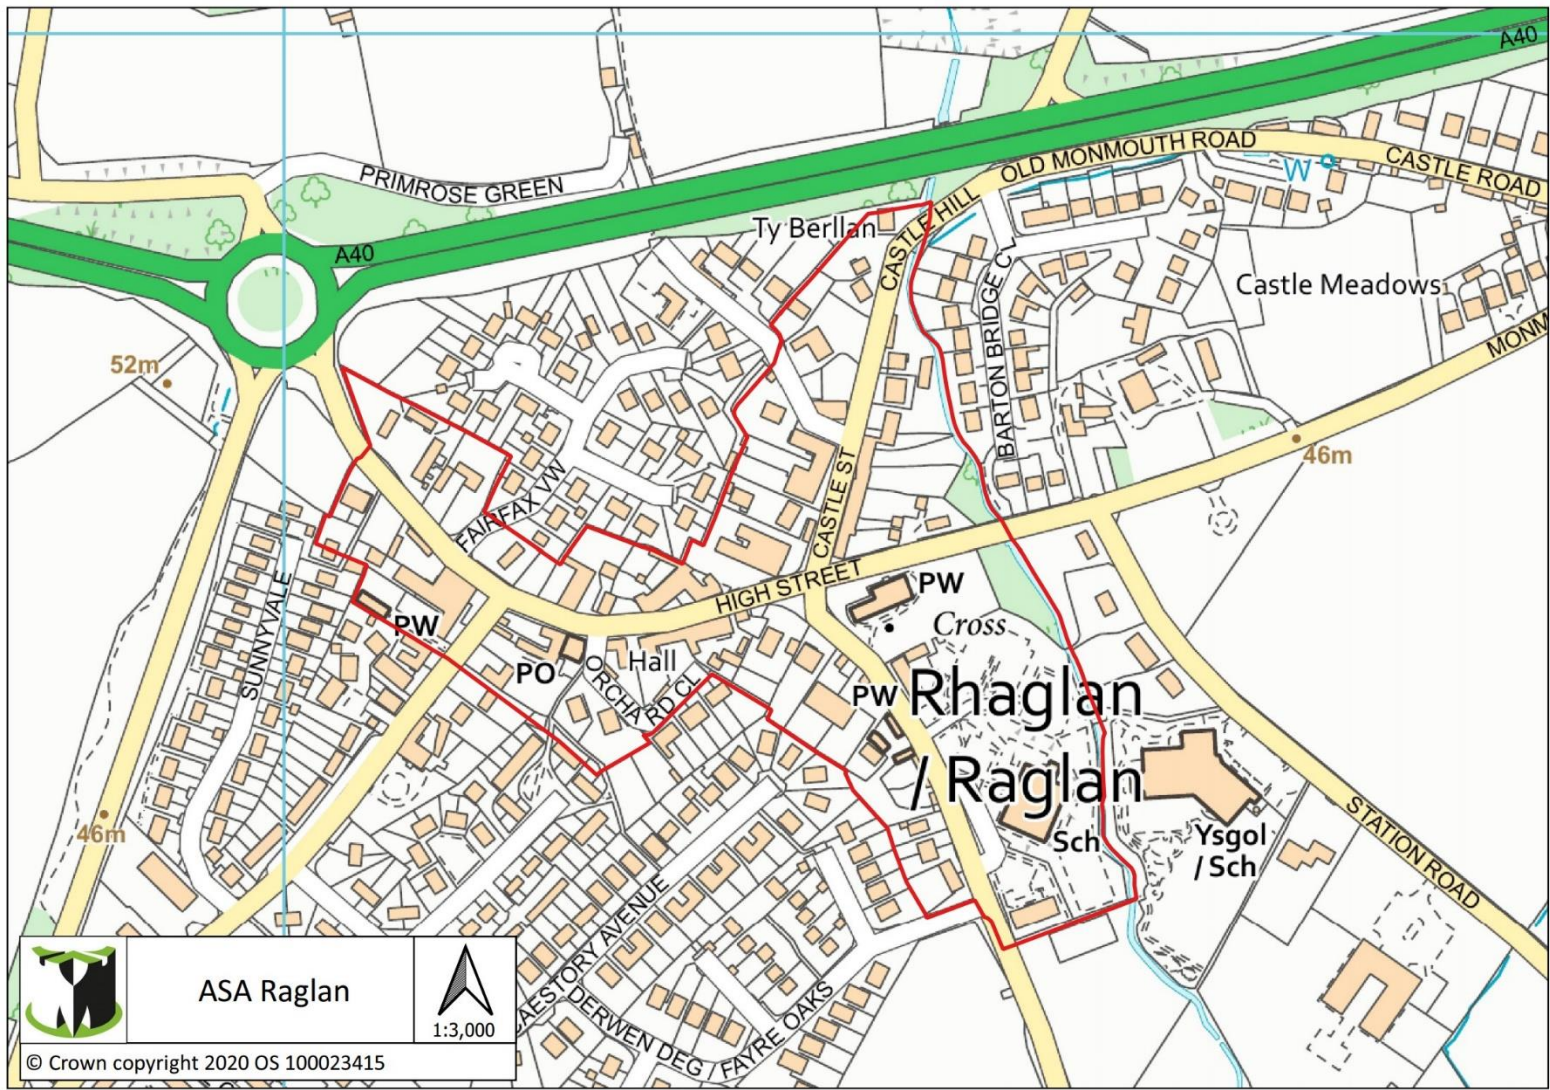 A40
PRIMROSE GREEN
OLD MONMOUTH ROAD
W
CASTLE ROAD
A40
Ty Berllan
CASTLE HILL
BARTON BRIDGE CL
Castle Meadows
52m
MONM
46m
CASTLE ST
FAIRFAX VW
HIGH STREET
SUNNYVALE
PW
Cross
PW
PO
Hall
ORCHARD CL
PW
Rhaglan
/ Raglan
46m
Sch
Ysgol
/ Sch
STATION ROAD
CAESTORY AVENUE
DERWEN DEG / FAYRE OAKS
ASA Raglan
1:3,000
© Crown copyright 2020 OS 100023415